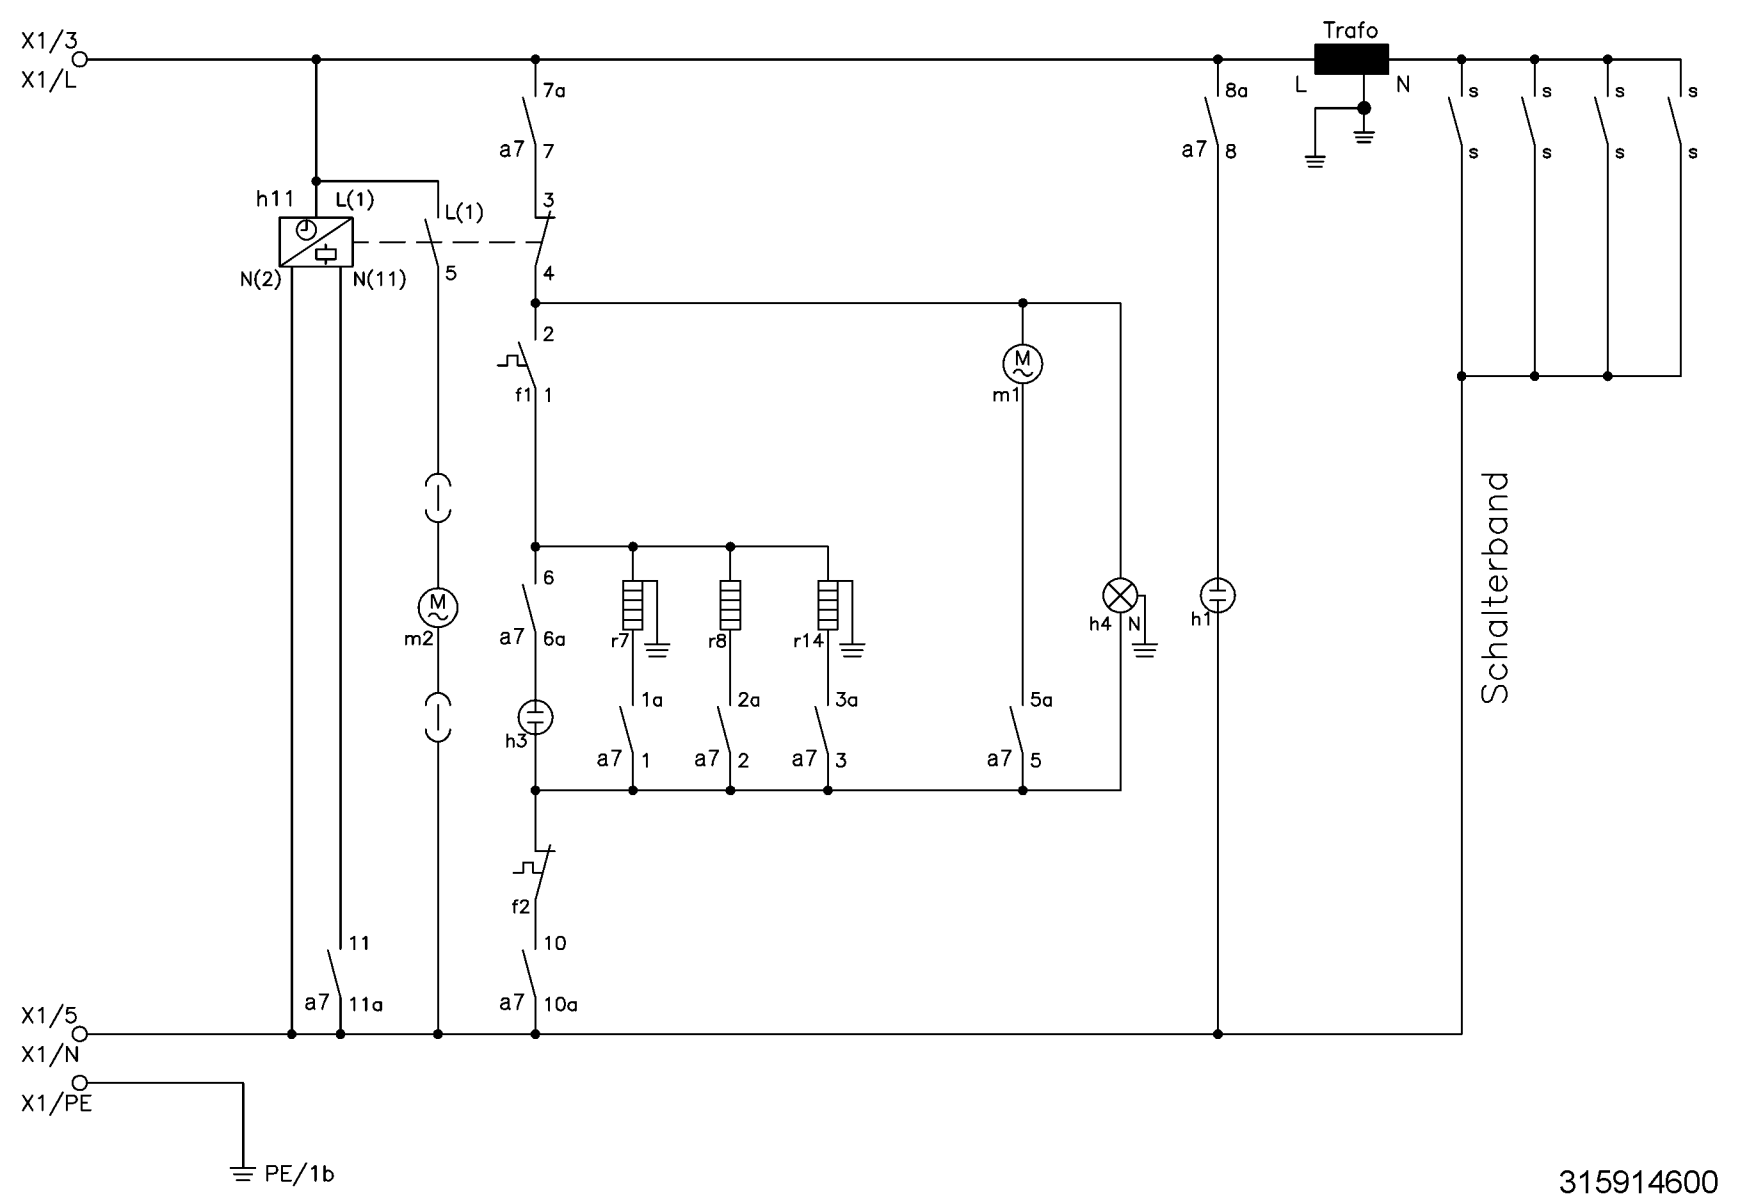 X1/3
X1/L
Trafo
L N
7a
a7 7
8a
a7 8
s s s s
s s s s
h11 L(1)
L(1)
3
N(2) N(11)
5
4
2
f1 1
M
m1
Schalterband
6
a7 6a
r7 r8 r14
M
m2
h4 N
h1
h3
1a 2a 3a 5a
a7 1 a7 2 a7 3 a7 5
f2
11
a7 11a
10
a7 10a
X1/5
X1/N
X1/PE
PE/1b
315914600